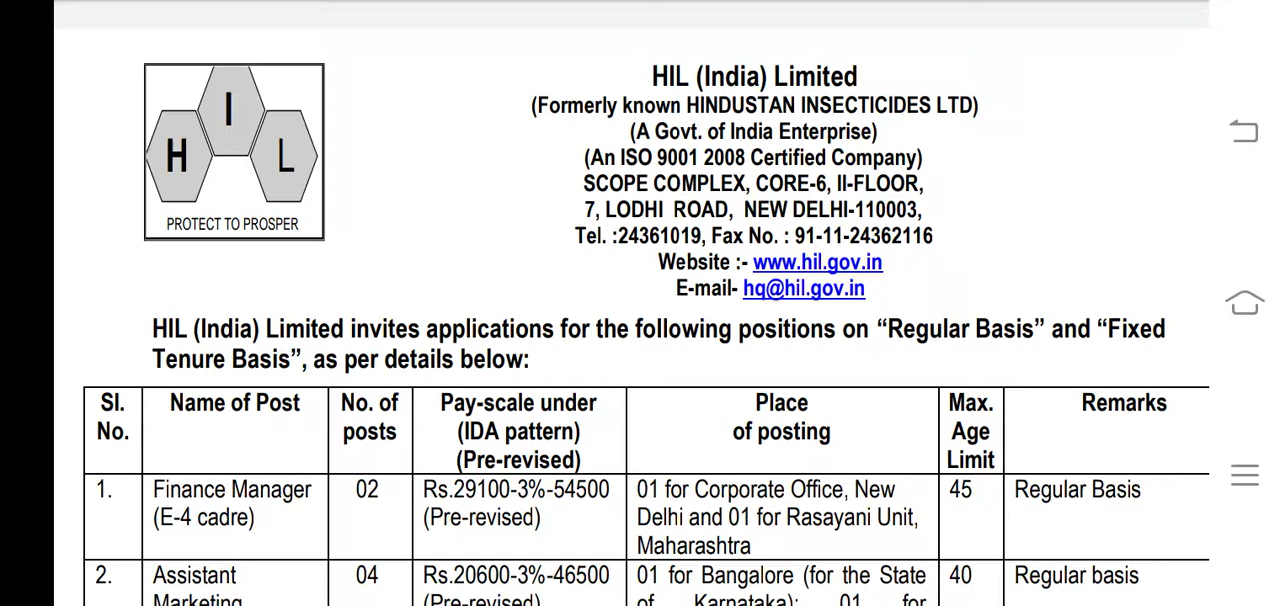 H I L
PROTECT TO PROSPER
HIL (India) Limited
(Formerly known HINDUSTAN INSECTICIDES LTD)
(A Govt. of India Enterprise)
(An ISO 9001 2008 Certified Company)
SCOPE COMPLEX, CORE-6, II-FLOOR,
7, LODHI ROAD, NEW DELHI-110003,
Tel. :24361019, Fax No. : 91-11-24362116
Website :- www.hil.gov.in
E-mail- hq@hil.gov.in
HIL (India) Limited invites applications for the following positions on “Regular Basis” and “Fixed
Tenure Basis”, as per details below:
Sl. No.
Name of Post
No. of posts
Pay-scale under
(IDA pattern)
(Pre-revised)
Place
of posting
Max.
Age
Limit
Remarks
1.
Finance Manager
(E-4 cadre)
02
Rs.29100-3%-54500
(Pre-revised)
01 for Corporate Office, New
Delhi and 01 for Rasayani Unit,
Maharashtra
45
Regular Basis
2.
Assistant
Marketing
04
Rs.20600-3%-46500
(Pre-revised)
01 for Bangalore (for the State
of Karnataka); 01 for
40
Regular basis